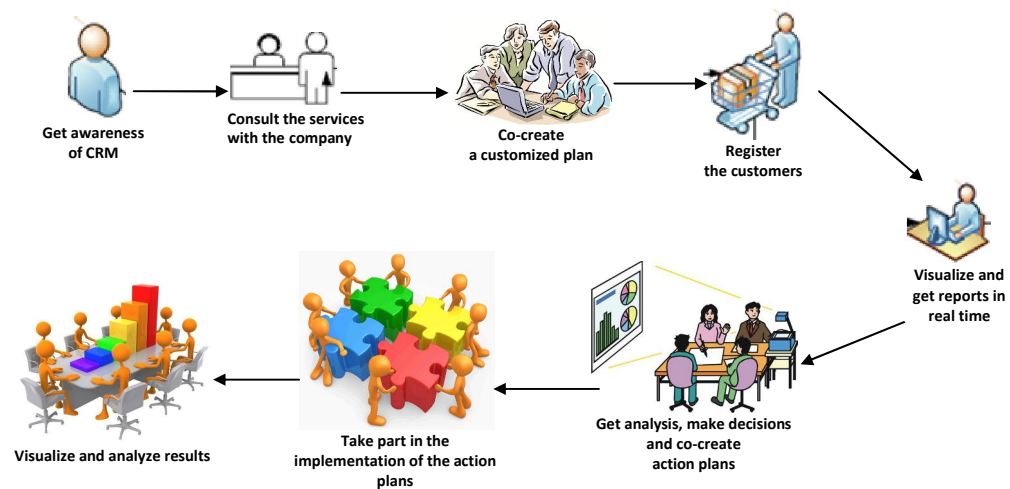 Get awareness
of CRM
Consult the services
with the company
Co-create
a customized plan
Register
the customers
Visualize and
get reports in
real time
Get analysis, make decisions
and co-create
action plans
Take part in the
implementation of the action
plans
Visualize and analyze results